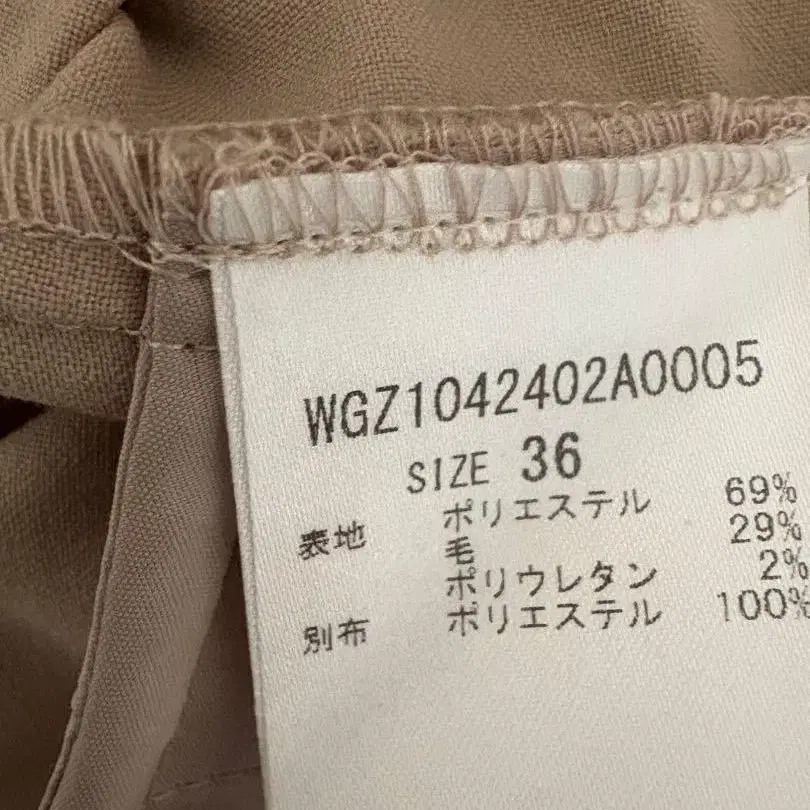 WGZ1042402A0005
SIZE 36
表地 ポリエステル 69%
毛 29%
ポリウレタン 2%
別布 ポリエステル 100%